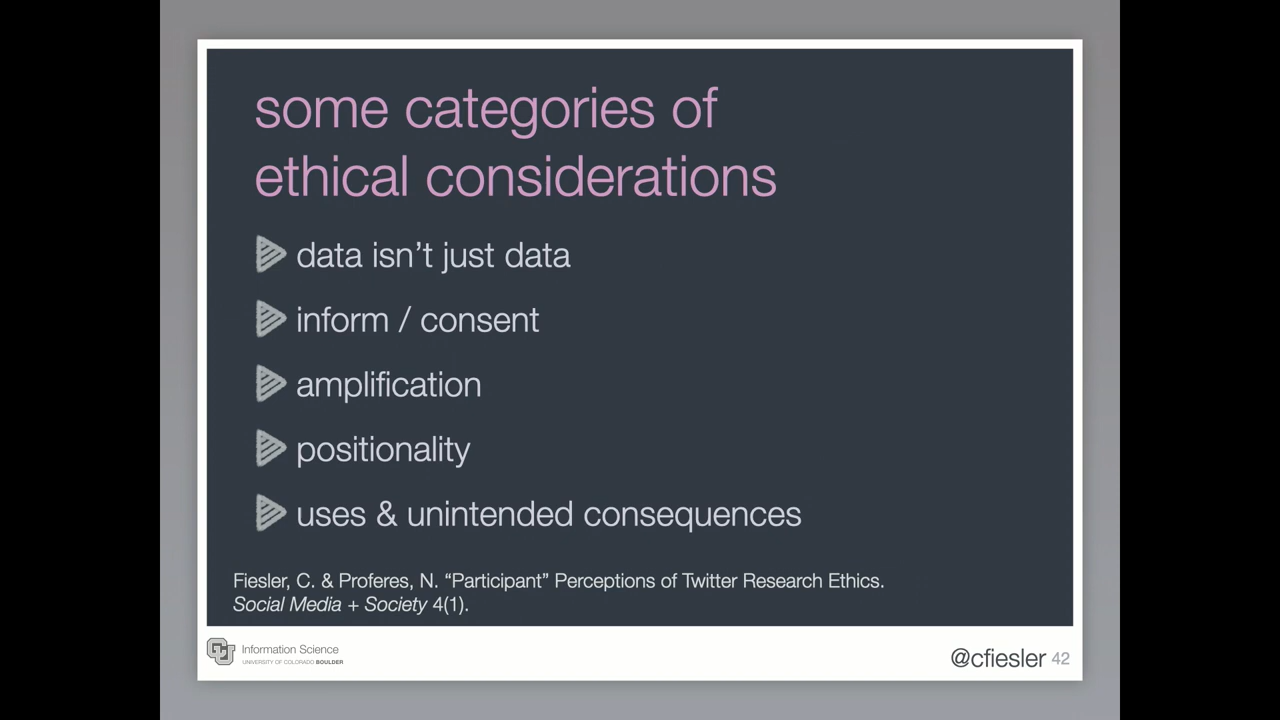 some categories of
ethical considerations
data isn’t just data
inform / consent
amplification
positionality
uses & unintended consequences
Fiesler, C. & Proferes, N. “Participant” Perceptions of Twitter Research Ethics.
Social Media + Society 4(1).
CU Information Science
UNIVERSITY OF COLORADO BOULDER
@cfiesler 42